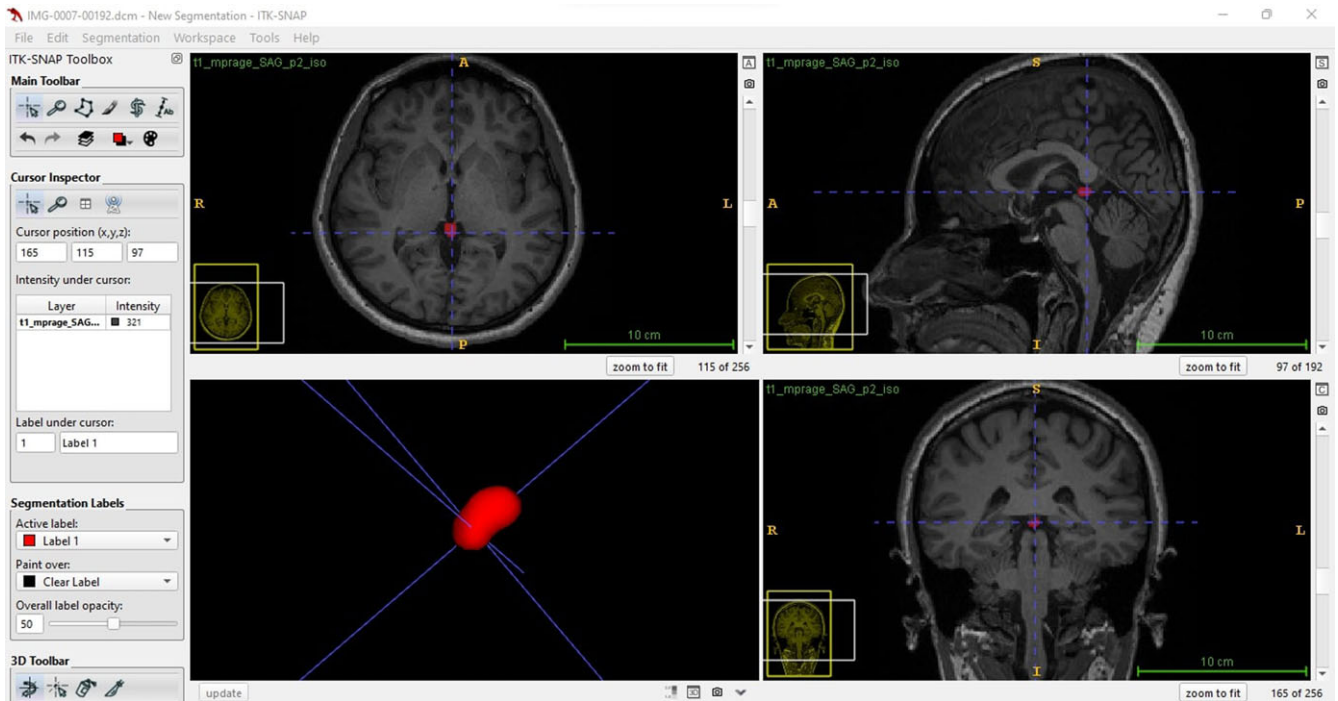 IMG-0007-00192.dcm - New Segmentation - ITK-SNAP
File Edit Segmentation Workspace Tools Help
ITK-SNAP Toolbox
Main Toolbar
Ab
Cursor Inspector
Cursor position (x,y,z):
165 115 97
Intensity under cursor:
Layer Intensity
t1_mprage_SAG... 321
Label under cursor:
1 Label 1
Segmentation Labels
Active label:
Label 1
Paint over:
Clear Label
Overall label opacity:
50
3D Toolbar
t1_mprage_SAG_p2_iso
A
A
R
L
P
10 cm
zoom to fit 115 of 256
t1_mprage_SAG_p2_iso
S
S
A
P
I
10 cm
zoom to fit 97 of 192
update
3D
t1_mprage_SAG_p2_iso
S
C
R
L
I
10 cm
zoom to fit 165 of 256